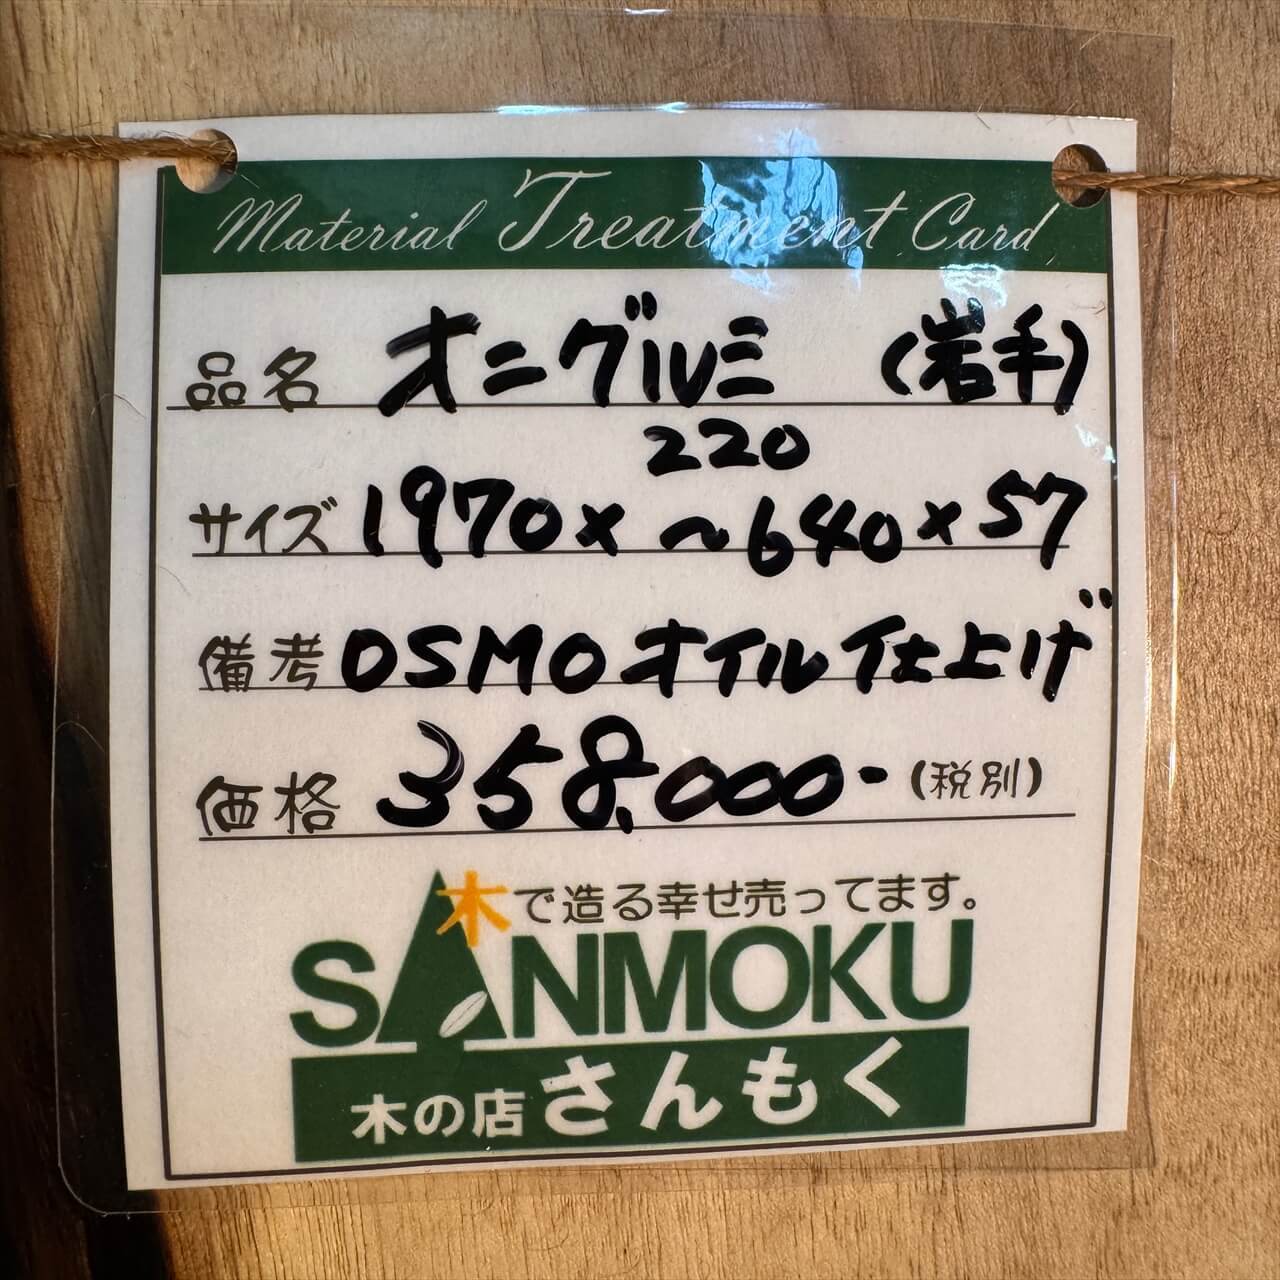 Material Treatment Card
品名 オニグルミ (岩手)
220
サイズ 1970× ～640×57
備考 OSMOオイル仕上げ
価格 358,000- (税別)
木で造る幸せ売ってます。
SANMOKU
木の店さんもく